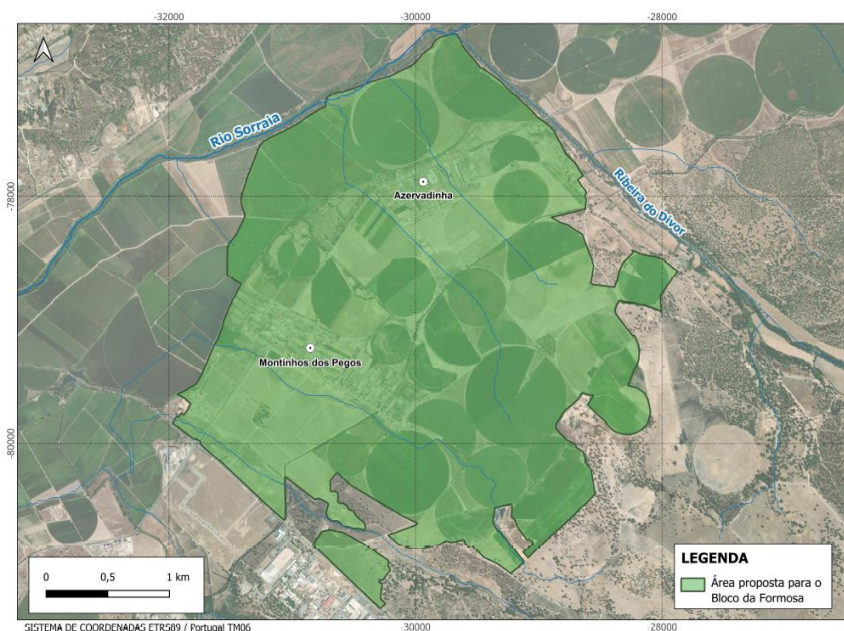 -32000
-30000
-28000
Rio Sorraia
Ribeira do Divor
Azervadinha
-78000
Montinhos dos Pegos
-80000
0 0,5 1 km
LEGENDA
Área proposta para o
Bloco da Formosa
-30000
-28000
SISTEMA DE COORDENADAS ETRS89 / Portugal TM06